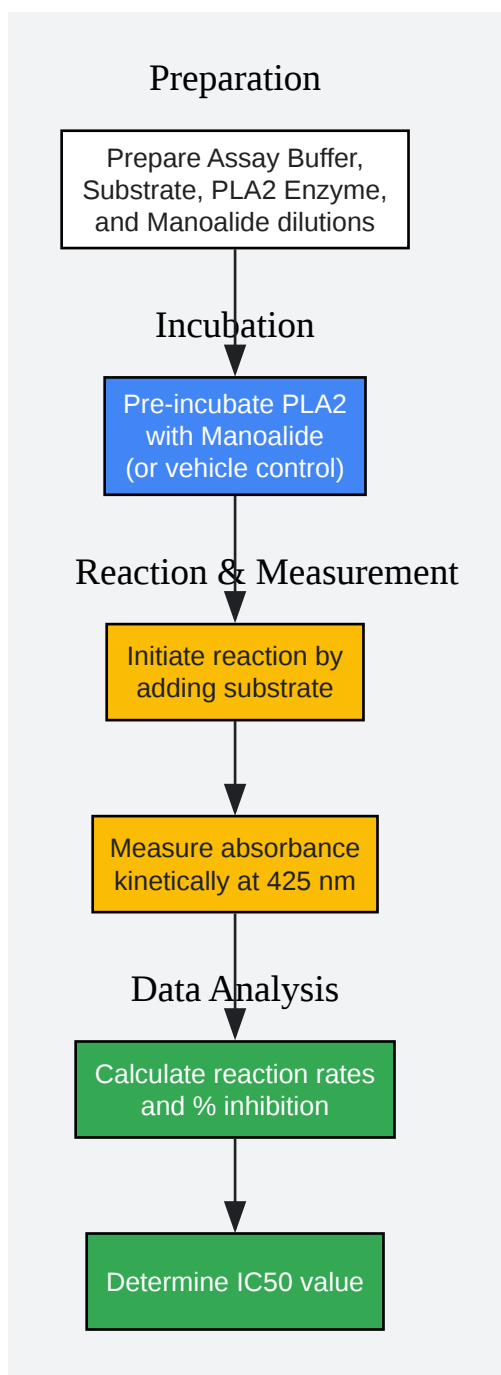 Preparation
Prepare Assay Buffer,
Substrate, PLA2 Enzyme,
and Manoalide dilutions
Incubation
Pre-incubate PLA2
with Manoalide
(or vehicle control)
Reaction & Measurement
Initiate reaction by
adding substrate
Measure absorbance
kinetically at 425 nm
Data Analysis
Calculate reaction rates
and % inhibition
Determine IC50 value